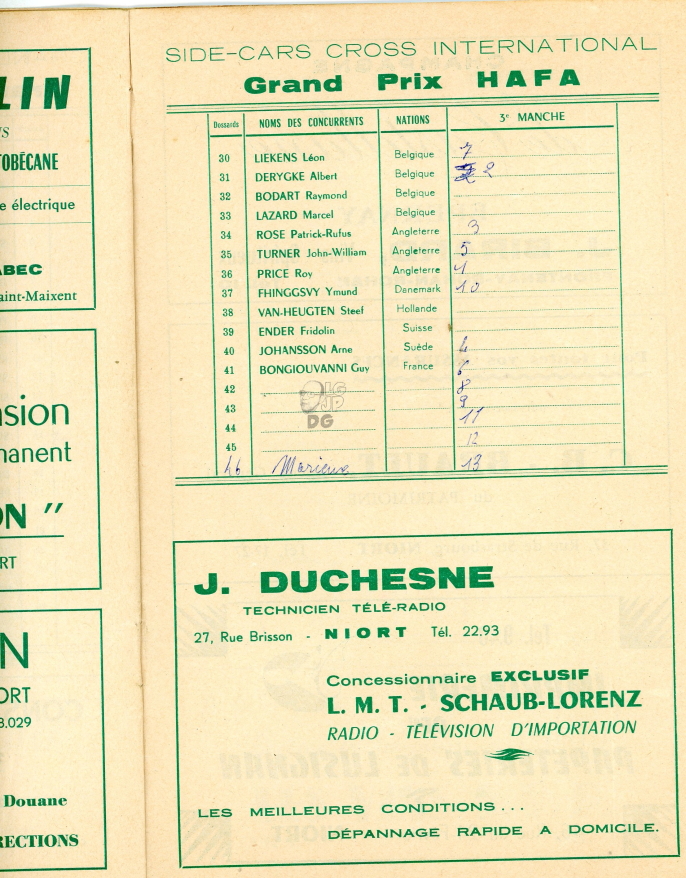 LIN
OBÉCANE
e électrique
ABEC
aint-Maixent
nsion
nanent
ON "
RT
N
ORT
8.029
Douane
RECTIONS
SIDE-CARS CROSS INTERNATIONAL
Grand Prix HAFA
Dossards NOMS DES CONCURRENTS NATIONS 3e MANCHE
30 LIEKENS Léon Belgique 7
31 DERYGKE Albert Belgique 2
32 BODART Raymond Belgique
33 LAZARD Marcel Belgique
34 ROSE Patrick-Rufus Angleterre 3
35 TURNER John-William Angleterre 5
36 PRICE Roy Angleterre 1
37 FHINGGSVY Ymund Danemark 10
38 VAN-HEUGTEN Steef Hollande
39 ENDER Fridolin Suisse
40 JOHANSSON Arne Suède 4
41 BONGIOUVANNI Guy France 6
42 8
43 9
44 11
45 12
46 13
LG
JP
DG
J. DUCHESNE
TECHNICIEN TÉLÉ-RADIO
27, Rue Brisson - NIORT Tél. 22.93
Concessionnaire EXCLUSIF
L. M. T. - SCHAUB-LORENZ
RADIO - TÉLÉVISION D'IMPORTATION
LES MEILLEURES CONDITIONS...
DÉPANNAGE RAPIDE A DOMICILE.